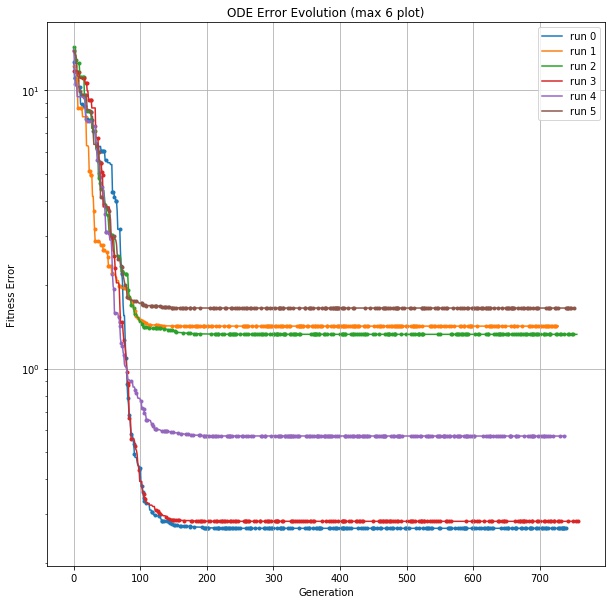 ODE Error Evolution (max 6 plot)
run 0
run 1
run 2
run 3
run 4
run 5
10¹
10⁰
Fitness Error
0 100 200 300 400 500 600 700
Generation